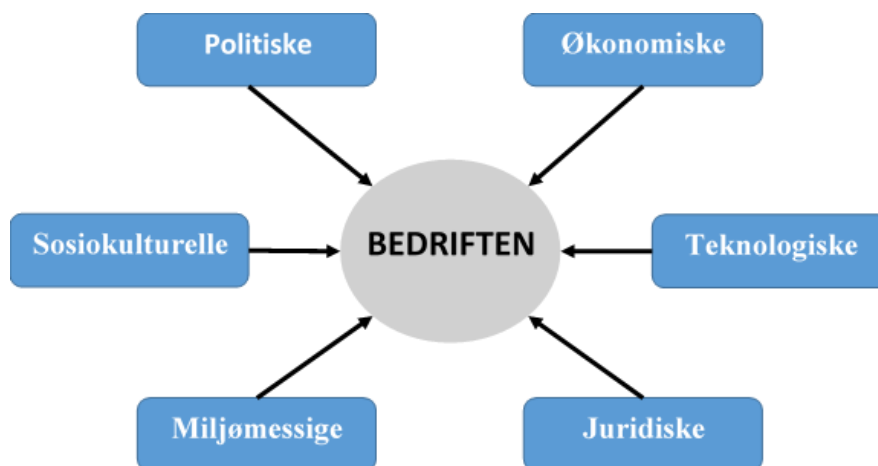 Politiske
Økonomiske
Sosiokulturelle
BEDRIFTEN
Teknologiske
Miljømessige
Juridiske